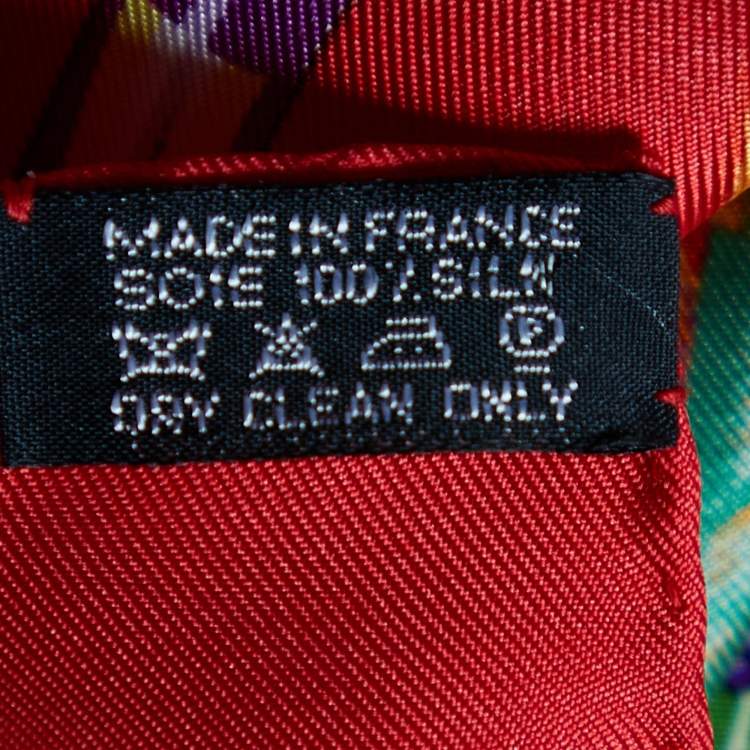 MADE IN FRANCE
SOIE 100% SILK
P
DRY CLEAN ONLY